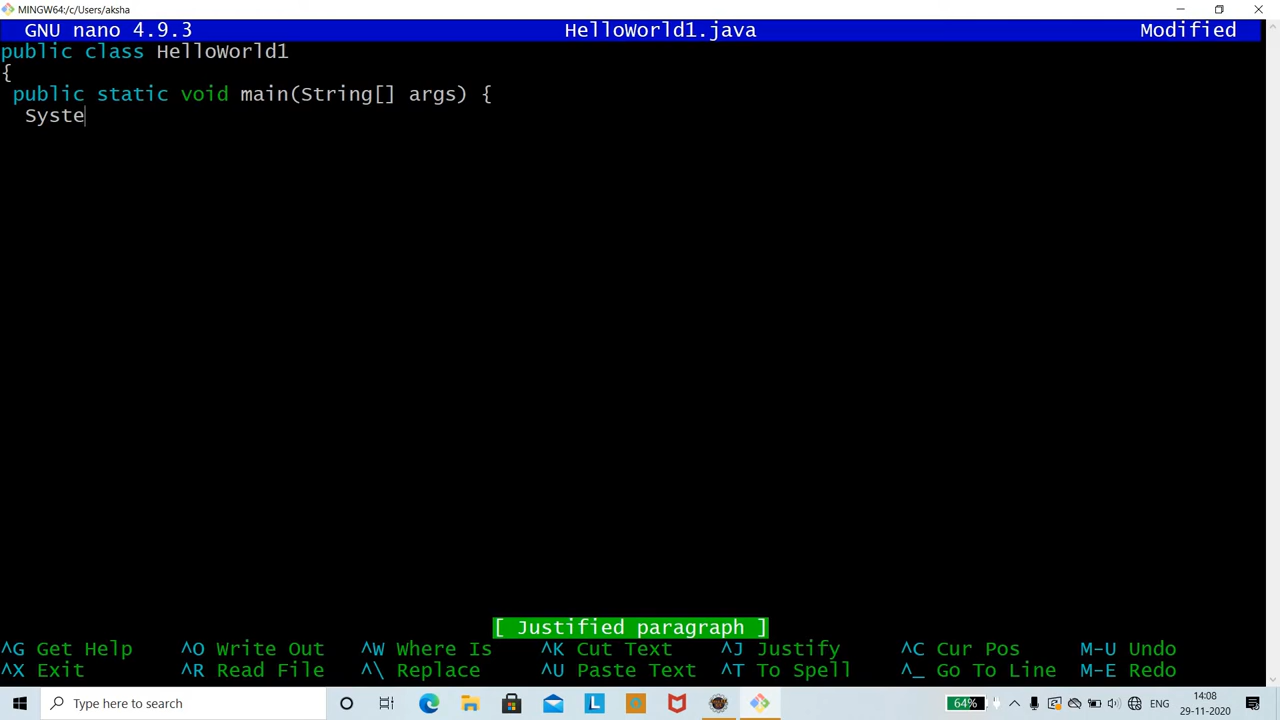 MINGW64:/c/Users/aksha
GNU nano 4.9.3 HelloWorld1.java Modified
public class HelloWorld1
{
public static void main(String[] args) {
Syste
[ Justified paragraph ]
^G Get Help ^O Write Out ^W Where Is ^K Cut Text ^J Justify ^C Cur Pos M-U Undo
^X Exit ^R Read File ^\ Replace ^U Paste Text ^T To Spell ^_ Go To Line M-E Redo
Type here to search 64% ENG 14:08
29-11-2020